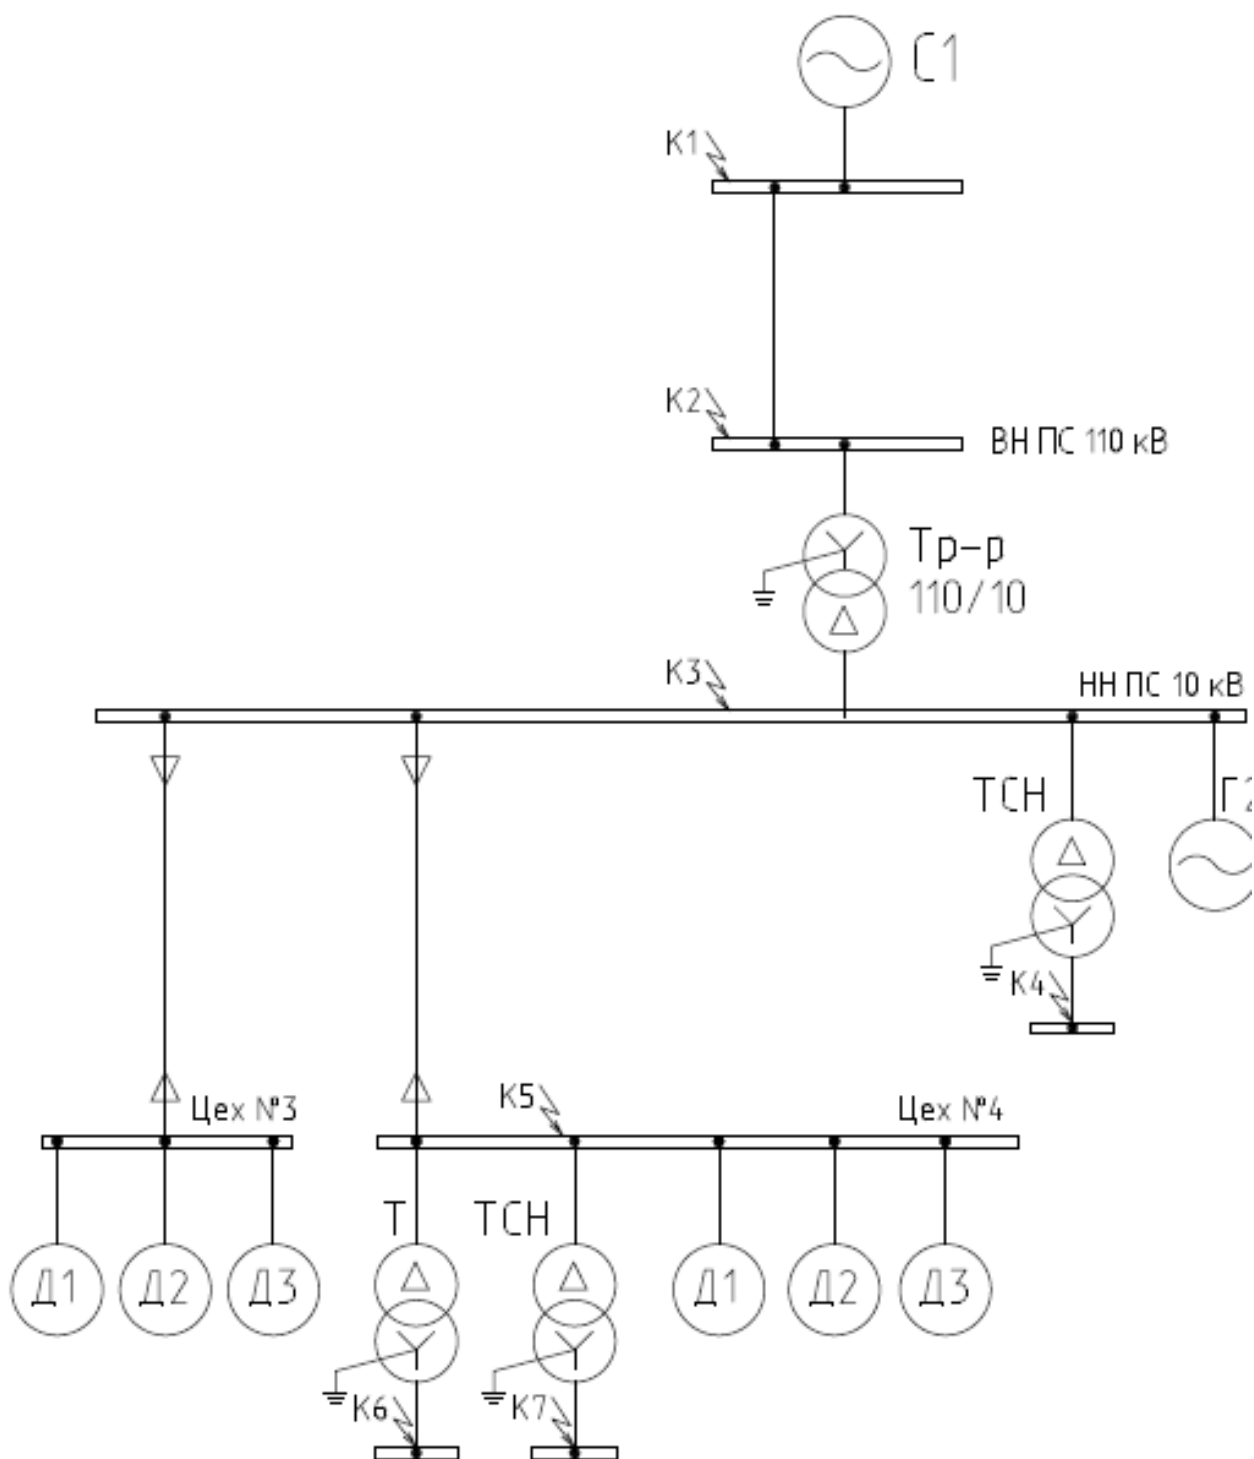 С1
К1
К2
ВН ПС 110 кВ
Тр-р
110/10
К3
НН ПС 10 кВ
ТСН
Г2
К4
Цех №3
К5
Цех №4
Т
ТСН
Д1
Д2
Д3
Д1
Д2
Д3
К6
К7